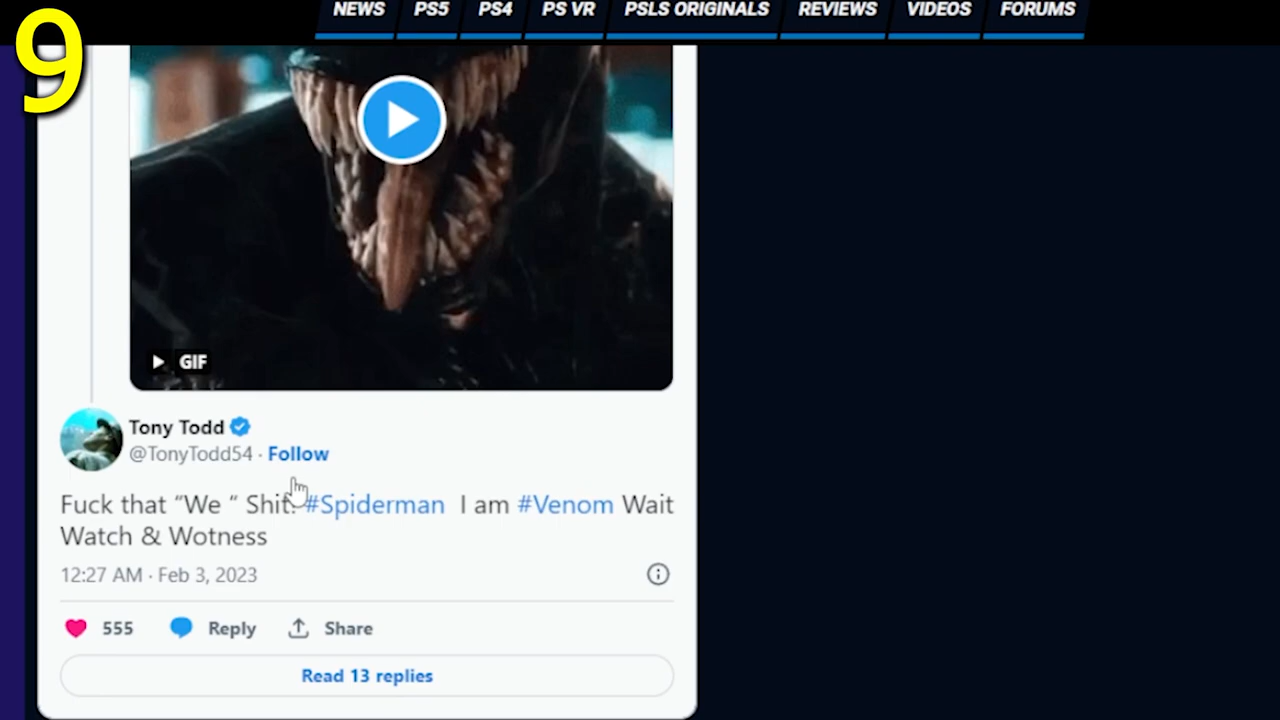 9
NEWS PS5 PS4 PS VR PSLS ORIGINALS REVIEWS VIDEOS FORUMS
GIF
Tony Todd
@TonyTodd54 · Follow
Fuck that “We “ Shit. #Spiderman I am #Venom Wait
Watch & Wotness
12:27 AM · Feb 3, 2023
555 Reply Share
Read 13 replies